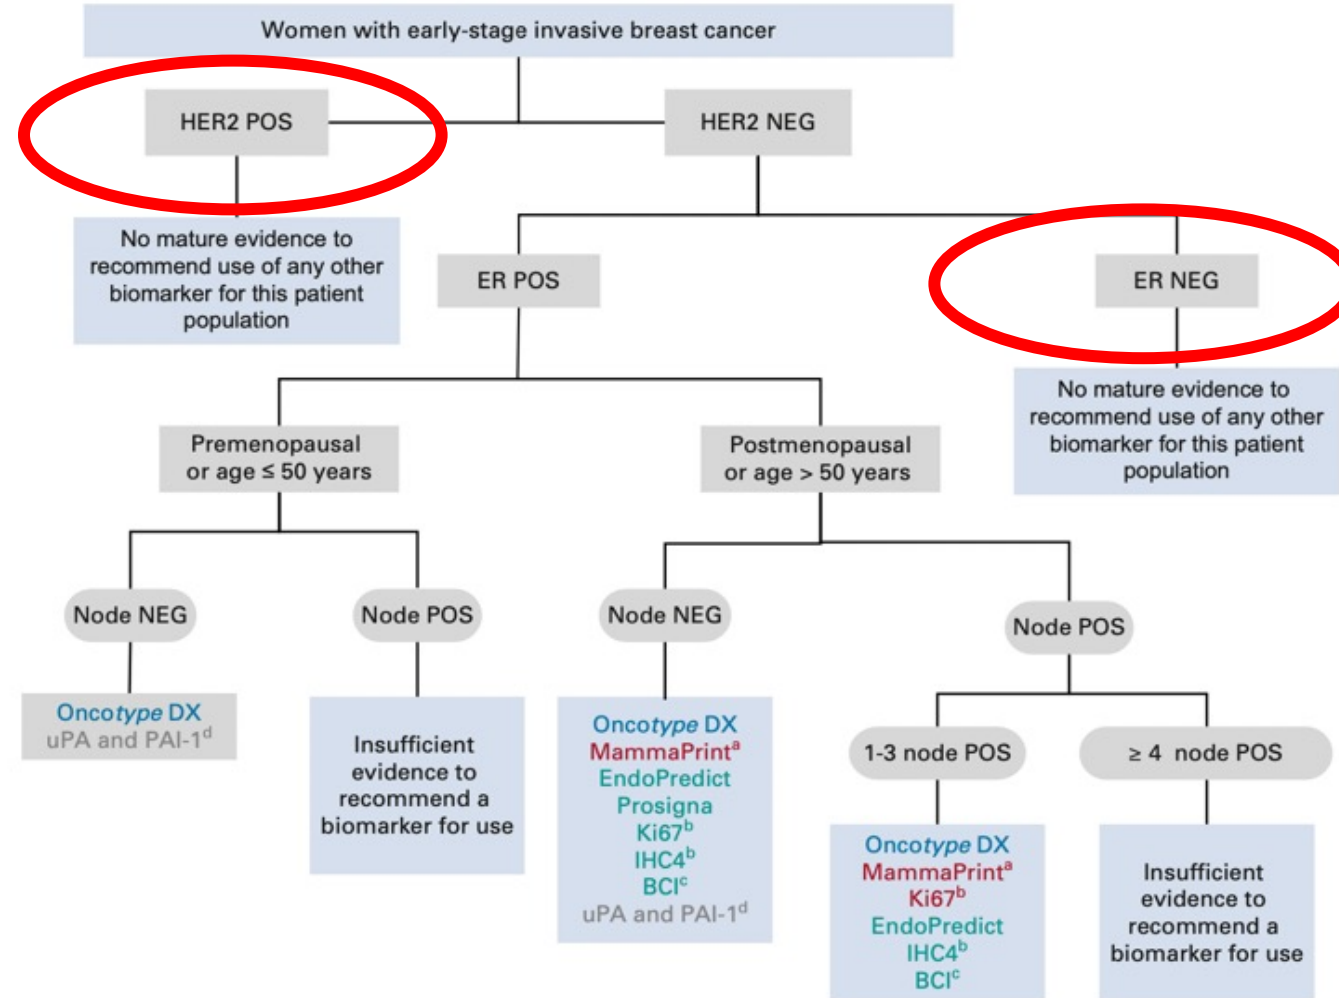 Women with early-stage invasive breast cancer
HER2 POS
HER2 NEG
No mature evidence to
recommend use of any other
biomarker for this patient
population
ER POS
ER NEG
No mature evidence to
recommend use of any other
biomarker for this patient
population
Premenopausal
or age ≤ 50 years
Postmenopausal
or age > 50 years
Node NEG
Node POS
Node NEG
Node POS
Oncotype DX
uPA and PAI-1ᵈ
Insufficient
evidence to
recommend a
biomarker for use
Oncotype DX
MammaPrintᵃ
EndoPredict
Prosigna
Ki67ᵇ
IHC4ᵇ
BCIᶜ
uPA and PAI-1ᵈ
1-3 node POS
≥ 4 node POS
Oncotype DX
MammaPrintᵃ
Ki67ᵇ
EndoPredict
IHC4ᵇ
BCIᶜ
Insufficient
evidence to
recommend a
biomarker for use